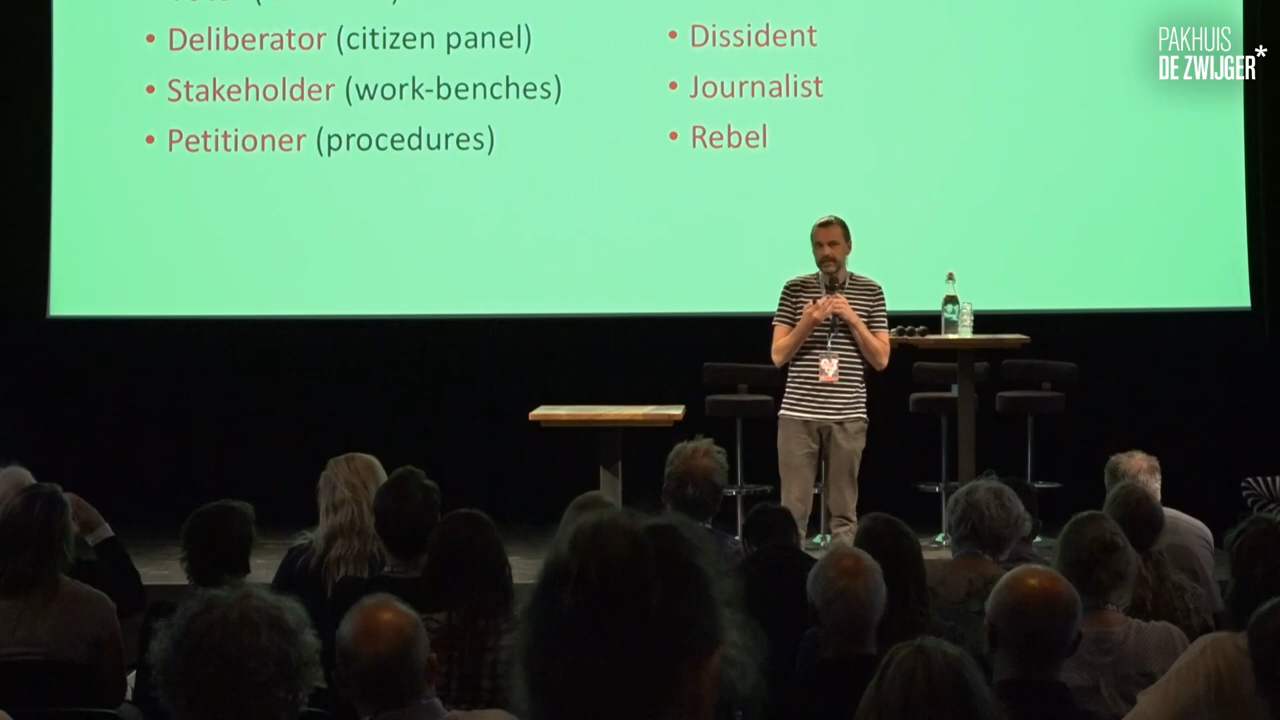 • Deliberator (citizen panel)
• Stakeholder (work-benches)
• Petitioner (procedures)
• Dissident
• Journalist
• Rebel
PAKHUIS
DE ZWIJGER*